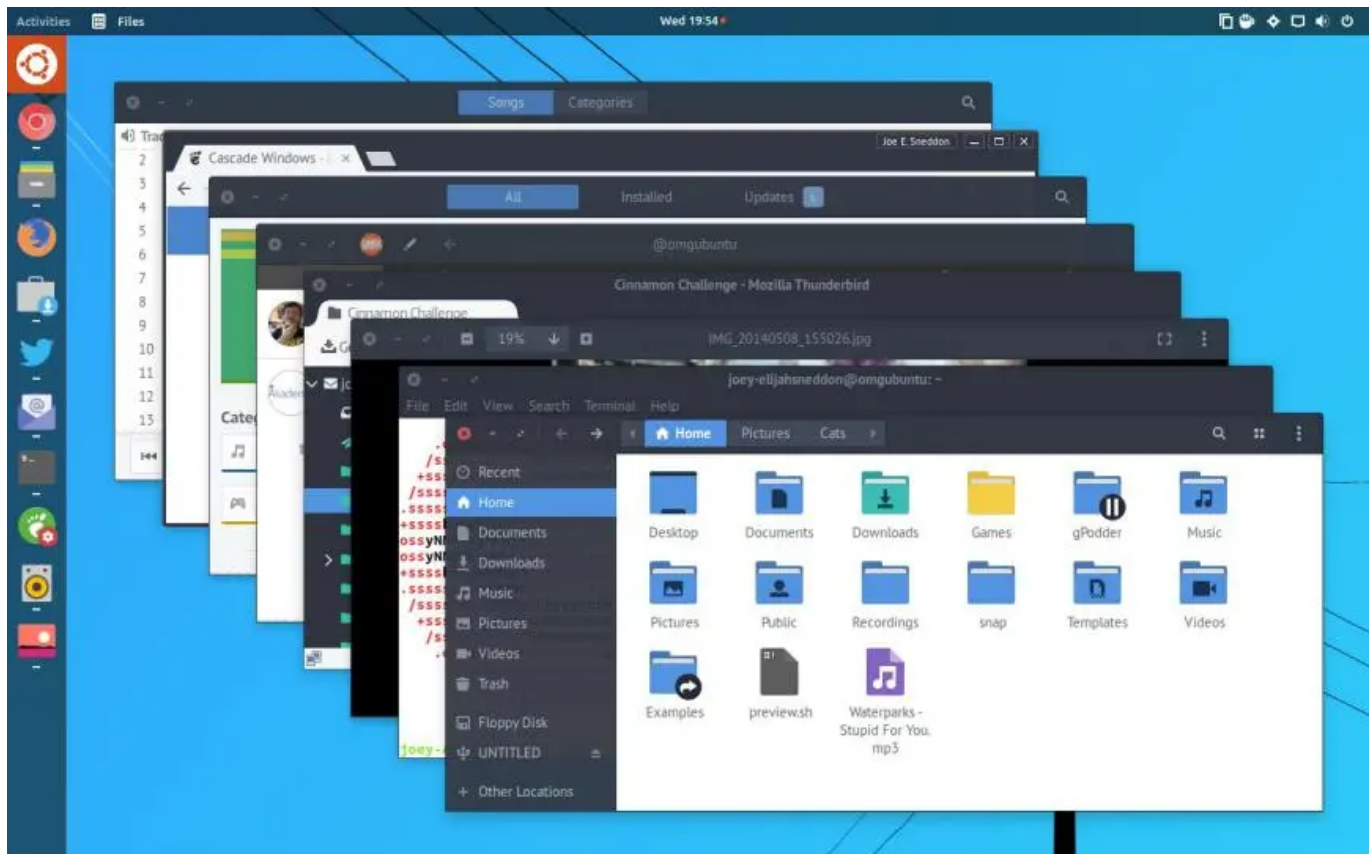 Activities Files Wed 19:54
Songs Categories
Joe E Sneddon
Cascade Windows -
2
3
4
5
6
7
8
9
10
11
12
13
All Installed Updates
@omgubuntu
Cinnamon Challenge - Mozilla Thunderbird
Cinnamon Challenge
19% IMG_20140508_155026.jpg
joey-elijahsneddon@omgubuntu: ~
File Edit View Search Terminal Help
Home Pictures Cats
Recent
Home
Documents
Downloads
Music
Pictures
Videos
Trash
Floppy Disk
UNTITLED
+ Other Locations
Desktop Documents Downloads Games gPodder Music
Pictures Public Recordings snap Templates Videos
Examples preview.sh Waterparks -
Stupid For You.
mp3